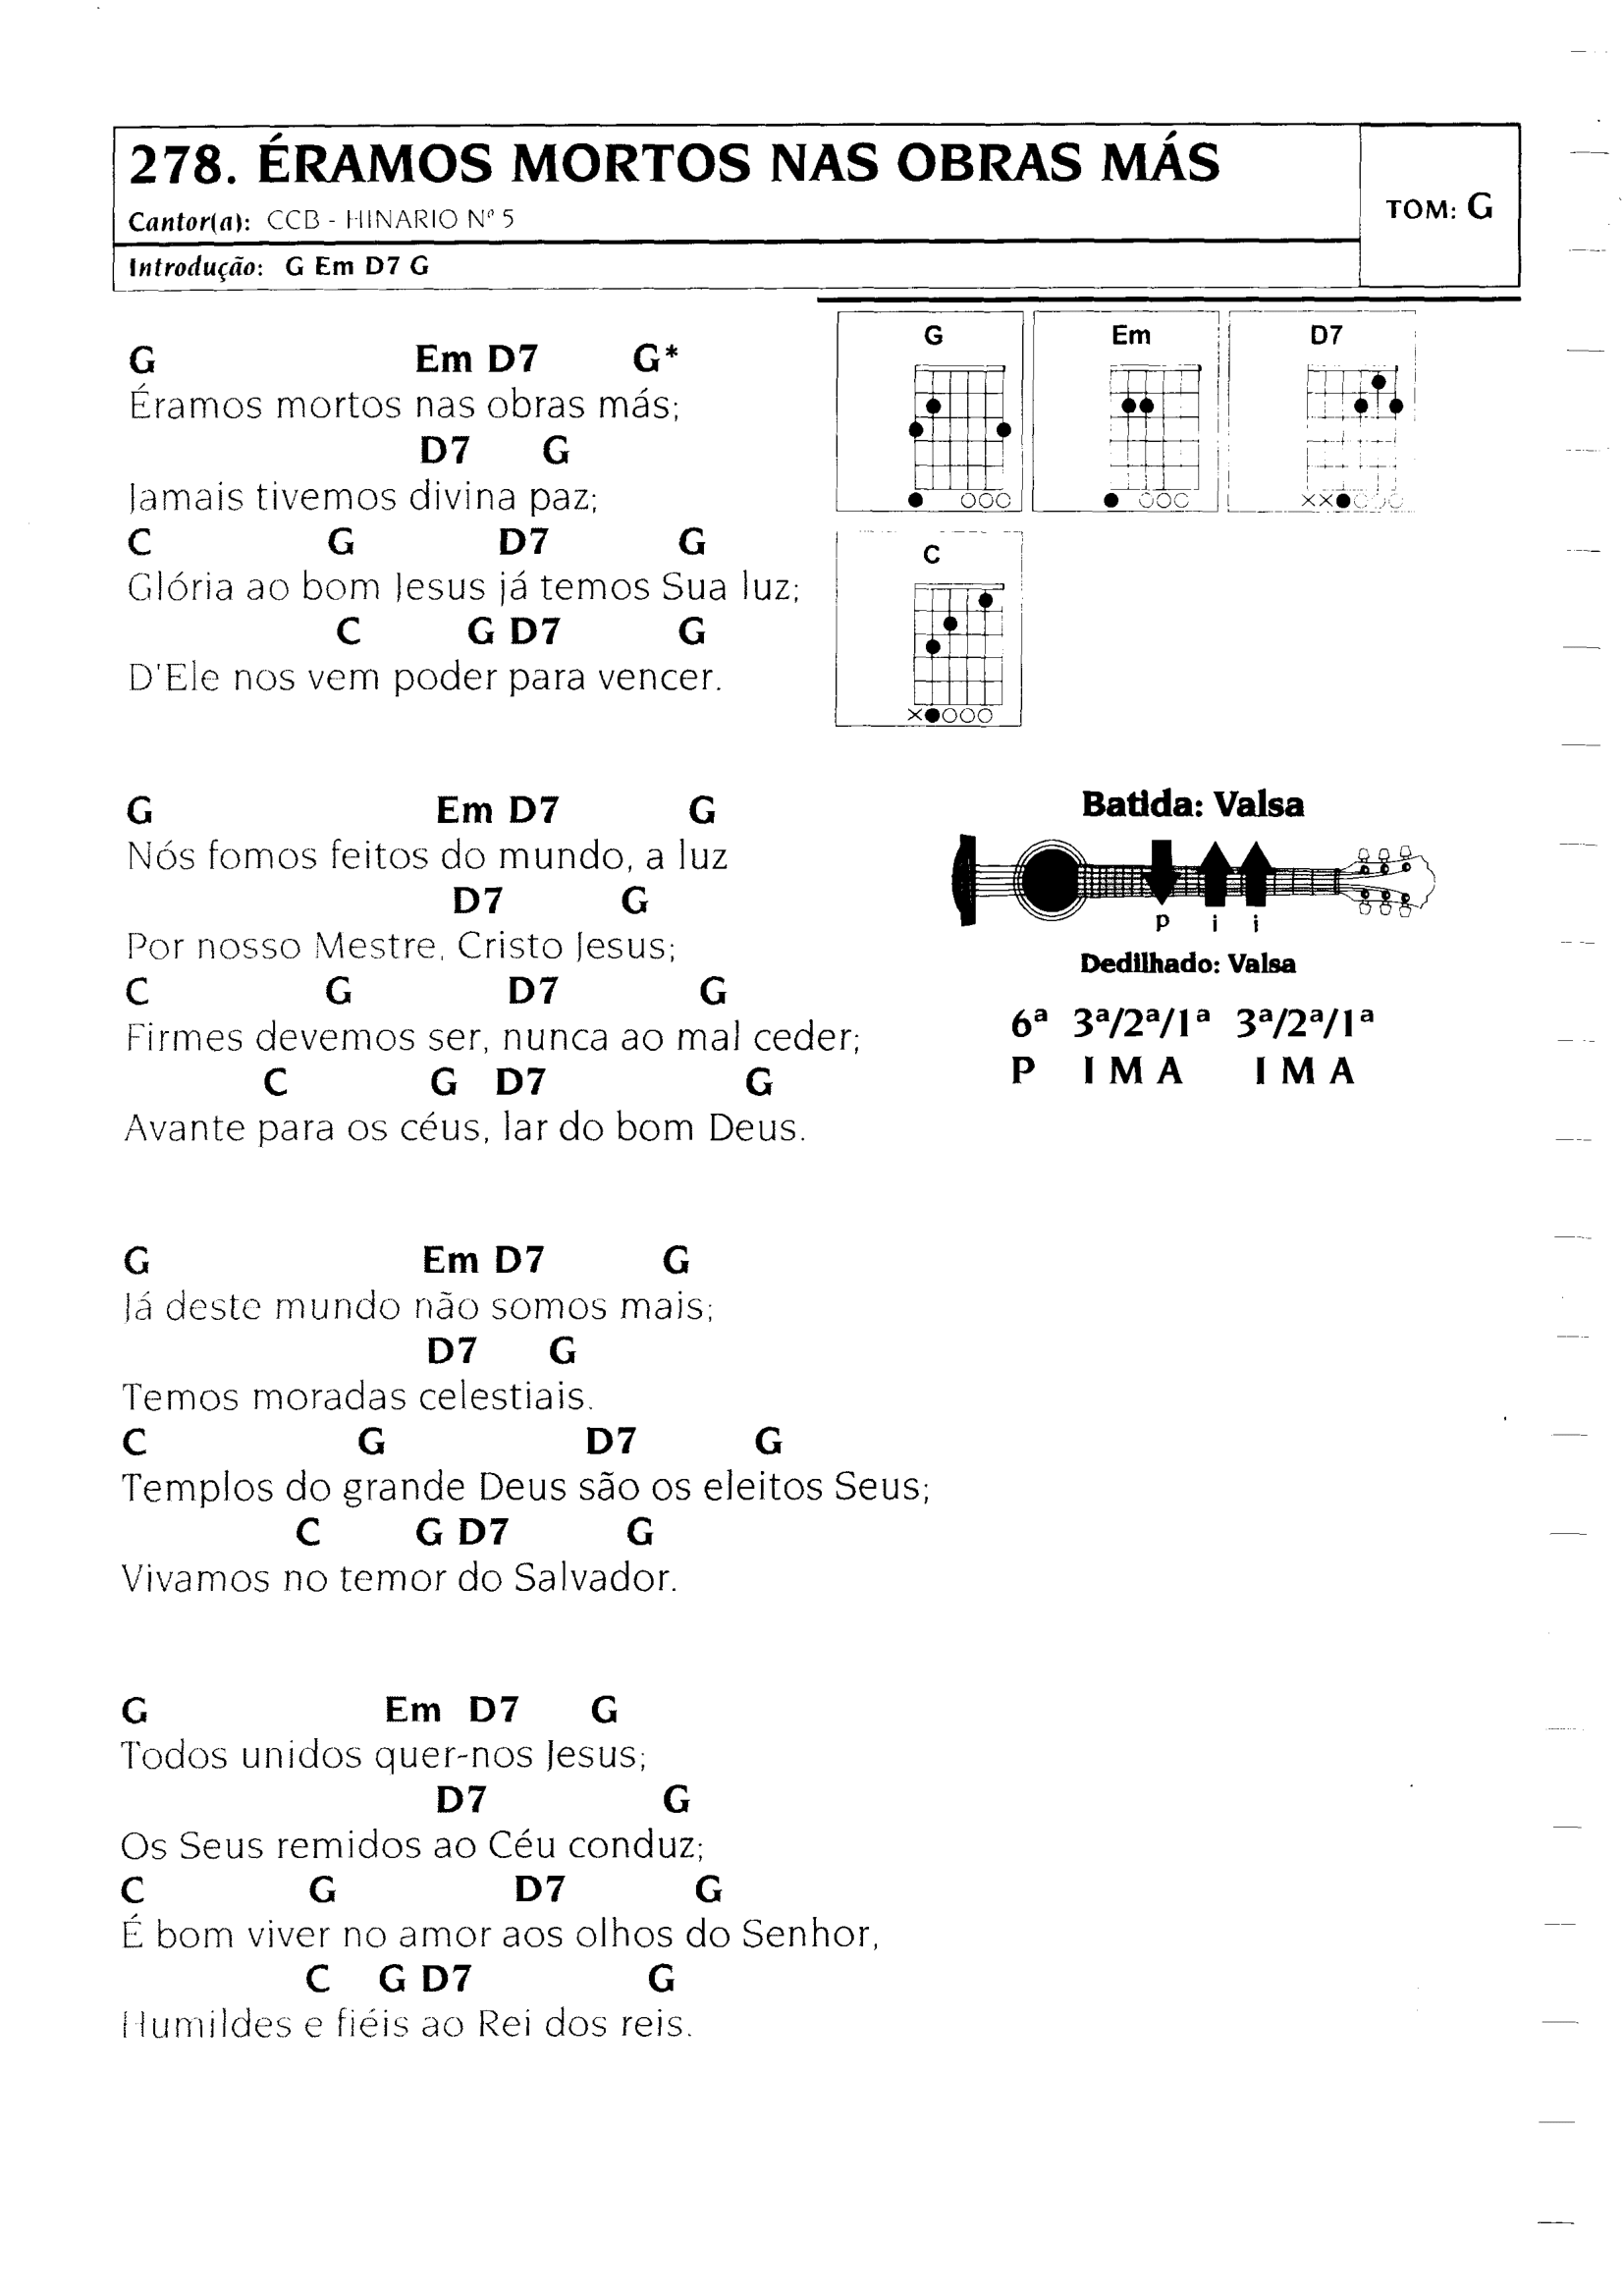 278. ÉRAMOS MORTOS NAS OBRAS MÁS
Cantor(a): CCB - HINARIO Nº 5
TOM: G
Introdução: G Em D7 G
G Em D7 G*
Éramos mortos nas obras más;
D7 G
Jamais tivemos divina paz;
C G D7 G
Glória ao bom Jesus já temos Sua luz;
C G D7 G
D'Ele nos vem poder para vencer.
G Em D7 G
Nós fomos feitos do mundo, a luz
D7 G
Por nosso Mestre, Cristo Jesus;
C G D7 G
Firmes devemos ser, nunca ao mal ceder;
C G D7 G
Avante para os céus, lar do bom Deus.
G Em D7 G
Já deste mundo não somos mais;
D7 G
Temos moradas celestiais.
C G D7 G
Templos do grande Deus são os eleitos Seus;
C G D7 G
Vivamos no temor do Salvador.
G Em D7 G
Todos unidos quer-nos Jesus;
D7 G
Os Seus remidos ao Céu conduz;
C G D7 G
É bom viver no amor aos olhos do Senhor,
C G D7 G
Humildes e fiéis ao Rei dos reis.
G Em D7
C
Batida: Valsa
p i i
Dedilhado: Valsa
6ª 3ª/2ª/1ª 3ª/2ª/1ª
P I M A I M A